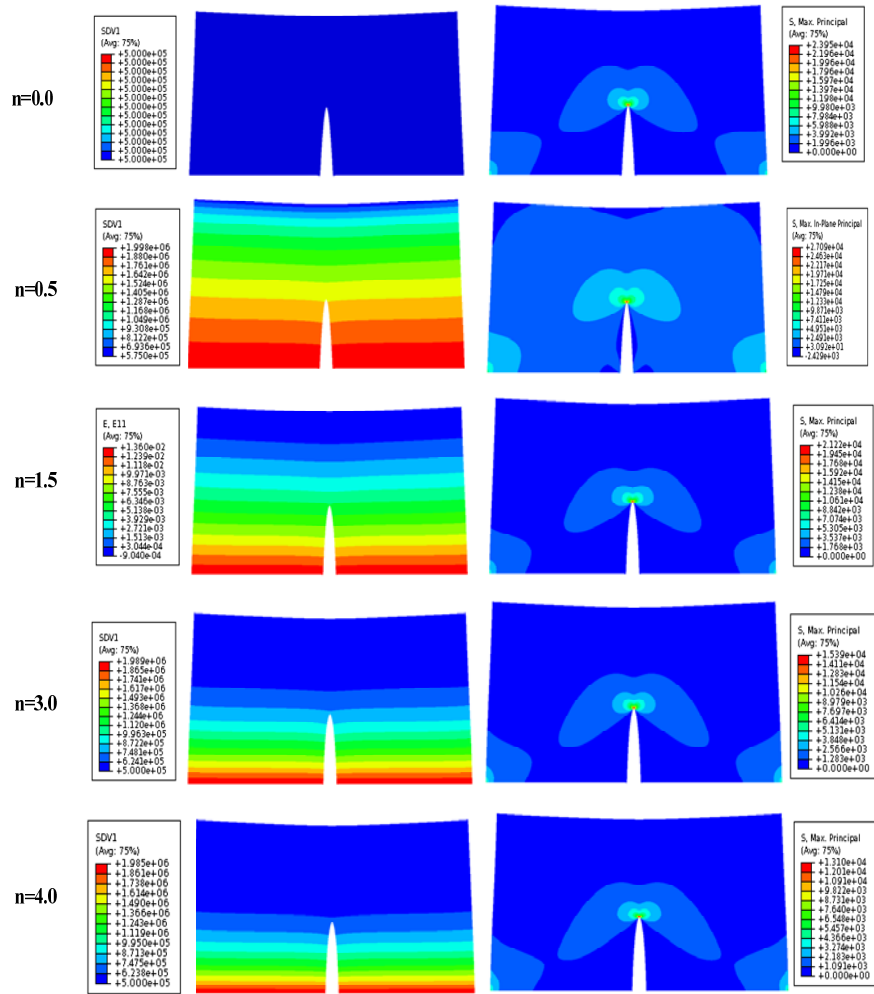 n=0.0
SDV1
(Avg: 75%)
+5.000e+05
+5.000e+05
+5.000e+05
+5.000e+05
+5.000e+05
+5.000e+05
+5.000e+05
+5.000e+05
+5.000e+05
+5.000e+05
+5.000e+05
+5.000e+05
+5.000e+05
S, Max. Principal
(Avg: 75%)
+2.395e+04
+2.196e+04
+1.996e+04
+1.796e+04
+1.597e+04
+1.397e+04
+1.198e+04
+9.980e+03
+7.984e+03
+5.988e+03
+3.992e+03
+1.996e+03
+0.000e+00
n=0.5
SDV1
(Avg: 75%)
+1.998e+06
+1.880e+06
+1.761e+06
+1.642e+06
+1.524e+06
+1.405e+06
+1.287e+06
+1.168e+06
+1.049e+06
+9.308e+05
+8.122e+05
+6.936e+05
+5.750e+05
S, Max. In-Plane Principal
(Avg: 75%)
+2.709e+04
+2.463e+04
+2.217e+04
+1.971e+04
+1.725e+04
+1.479e+04
+1.233e+04
+9.871e+03
+7.411e+03
+4.951e+03
+2.491e+03
+3.092e+01
-2.429e+03
n=1.5
E, E11
(Avg: 75%)
+1.360e-02
+1.239e-02
+1.118e-02
+9.971e-03
+8.763e-03
+7.555e-03
+6.346e-03
+5.138e-03
+3.929e-03
+2.721e-03
+1.513e-03
+3.044e-04
-9.040e-04
S, Max. Principal
(Avg: 75%)
+2.122e+04
+1.945e+04
+1.768e+04
+1.592e+04
+1.415e+04
+1.238e+04
+1.061e+04
+8.842e+03
+7.074e+03
+5.305e+03
+3.537e+03
+1.768e+03
+0.000e+00
n=3.0
SDV1
(Avg: 75%)
+1.989e+06
+1.865e+06
+1.741e+06
+1.617e+06
+1.493e+06
+1.368e+06
+1.244e+06
+1.120e+06
+9.963e+05
+8.722e+05
+7.481e+05
+6.241e+05
+5.000e+05
S, Max. Principal
(Avg: 75%)
+1.539e+04
+1.411e+04
+1.283e+04
+1.154e+04
+1.026e+04
+8.979e+03
+7.697e+03
+6.414e+03
+5.131e+03
+3.848e+03
+2.566e+03
+1.283e+03
+0.000e+00
n=4.0
SDV1
(Avg: 75%)
+1.985e+06
+1.861e+06
+1.738e+06
+1.614e+06
+1.490e+06
+1.366e+06
+1.243e+06
+1.119e+06
+9.950e+05
+8.713e+05
+7.475e+05
+6.238e+05
+5.000e+05
S, Max. Principal
(Avg: 75%)
+1.310e+04
+1.201e+04
+1.091e+04
+9.822e+03
+8.731e+03
+7.640e+03
+6.548e+03
+5.457e+03
+4.366e+03
+3.274e+03
+2.183e+03
+1.091e+03
+0.000e+00